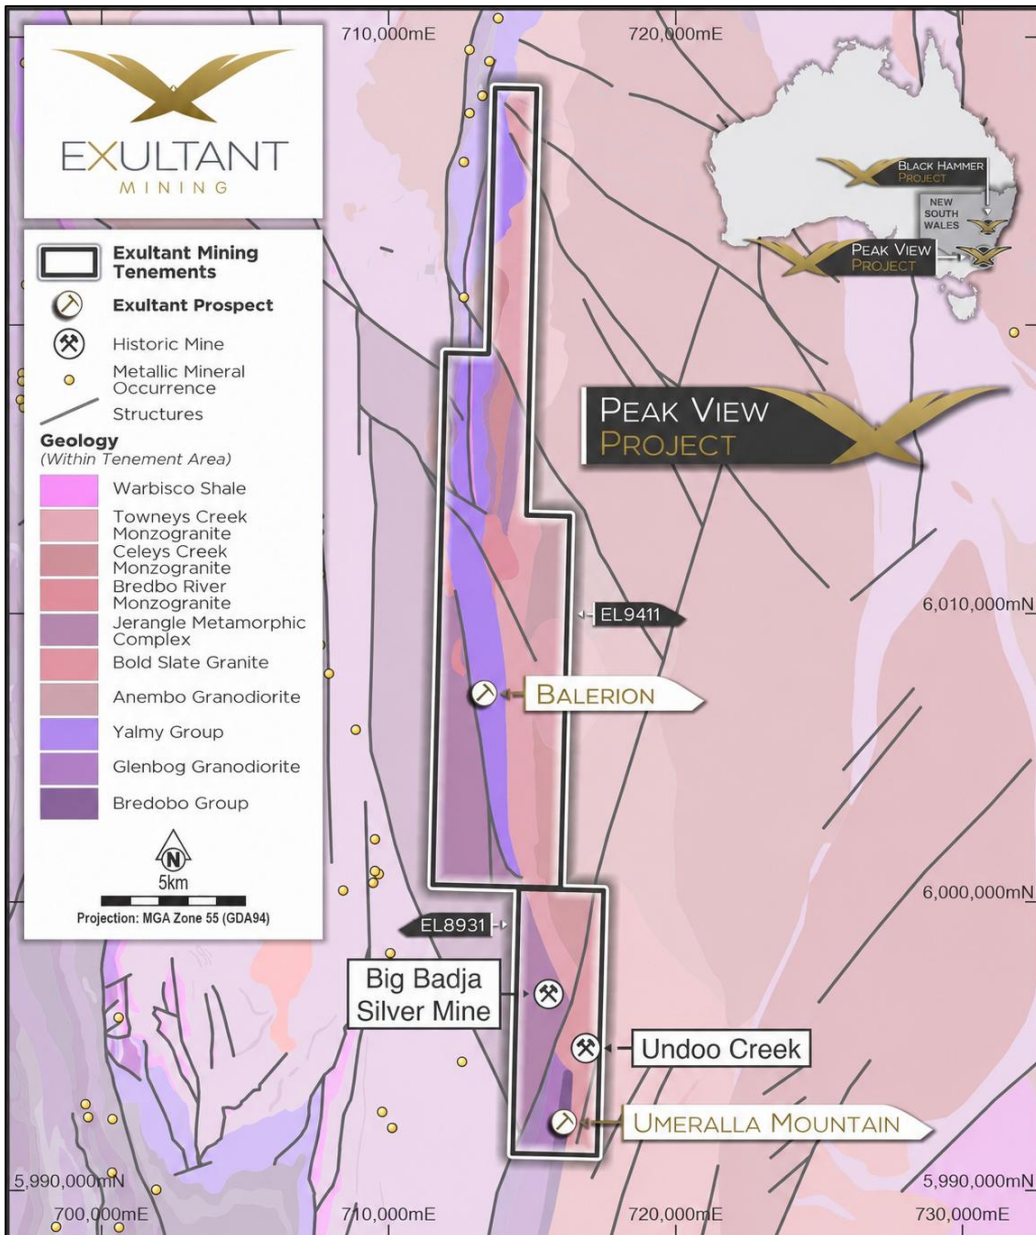 710,000mE
720,000mE
EXULTANT
MINING
Exultant Mining
Tenements
Exultant Prospect
Historic Mine
Metallic Mineral
Occurrence
Structures
Geology
(Within Tenement Area)
Warbisco Shale
Towneys Creek
Monzogranite
Celeys Creek
Monzogranite
Bredbo River
Monzogranite
Jerangle Metamorphic
Complex
Bold Slate Granite
Anembo Granodiorite
Yalmy Group
Glenbog Granodiorite
Bredobo Group
N
5km
Projection: MGA Zone 55 (GDA94)
BLACK HAMMER
PROJECT
NEW
SOUTH
WALES
PEAK VIEW
PROJECT
PEAK VIEW
PROJECT
EL9411
6,010,000mN
BALERION
6,000,000mN
EL8931
Big Badja
Silver Mine
Undoo Creek
UMERALLA MOUNTAIN
5,990,000mN
5,990,000mN
700,000mE
710,000mE
720,000mE
730,000mE